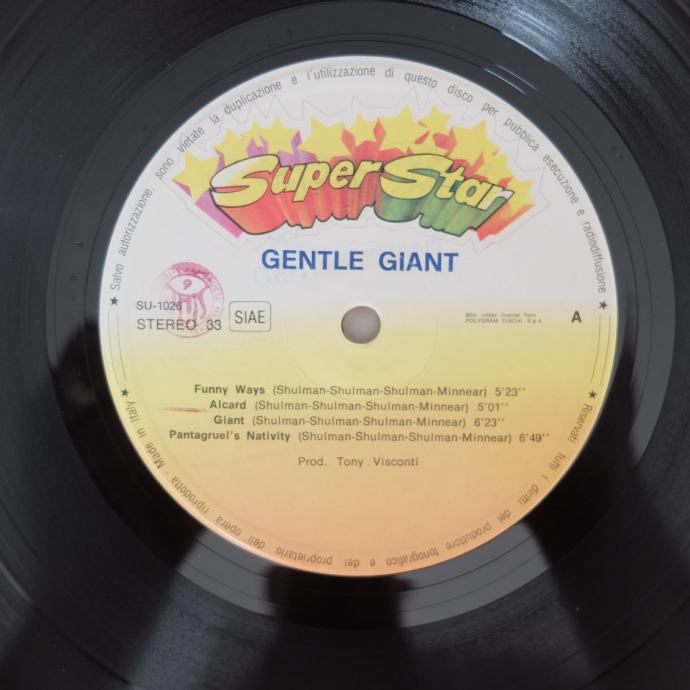 Salvo autorizzazione, sono vietate la duplicazione e l'utilizzazione di questo disco per pubblica esecuzione e radiodiffusione ★
Super Star
GENTLE GIANT
SU-1026
STEREO 33
SIAE
Mfd. under license from
POLYGRAM DISCHI S.p.A.
A
Funny Ways (Shulman-Shulman-Shulman-Minnear) 5'23''
Alcard (Shulman-Shulman-Shulman-Minnear) 5'01''
Giant (Shulman-Shulman-Shulman-Minnear) 6'23''
Pantagruel's Nativity (Shulman-Shulman-Shulman-Minnear) 6'49''
Prod. Tony Visconti
★ Riservati tutti i diritti del produttore fonografico e del proprietario dell'opera riprodotta - Made in Italy ★